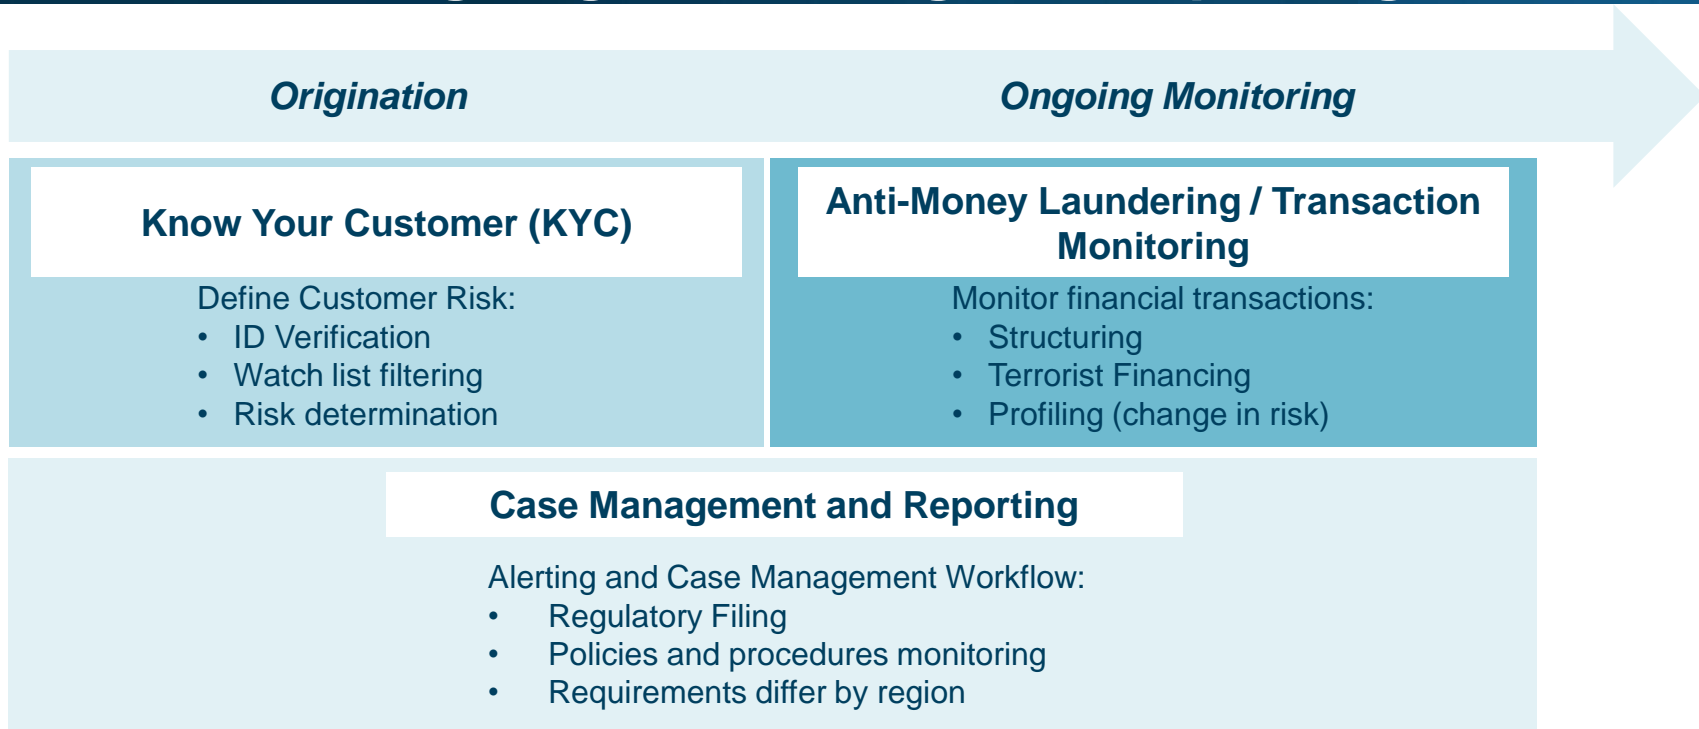 Origination
Ongoing Monitoring
Know Your Customer (KYC)
Define Customer Risk:
• ID Verification
• Watch list filtering
• Risk determination
Anti-Money Laundering / Transaction
Monitoring
Monitor financial transactions:
• Structuring
• Terrorist Financing
• Profiling (change in risk)
Case Management and Reporting
Alerting and Case Management Workflow:
• Regulatory Filing
• Policies and procedures monitoring
• Requirements differ by region